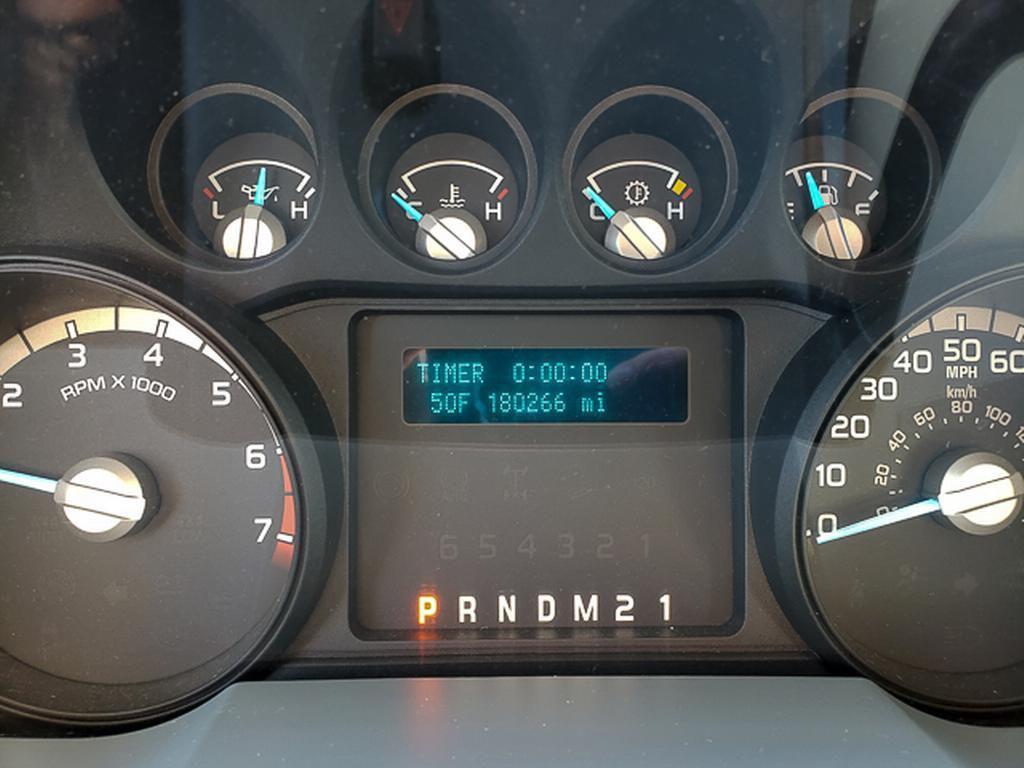 L H
C H
C H
E F
2 3 4 5 6 7
RPM X 1000
TIMER 0:00:00
50F 180266 mi
6 5 4 3 2 1
P R N D M 2 1
0 10 20 30 40 50 60
MPH
km/h
0 20 40 60 80 100